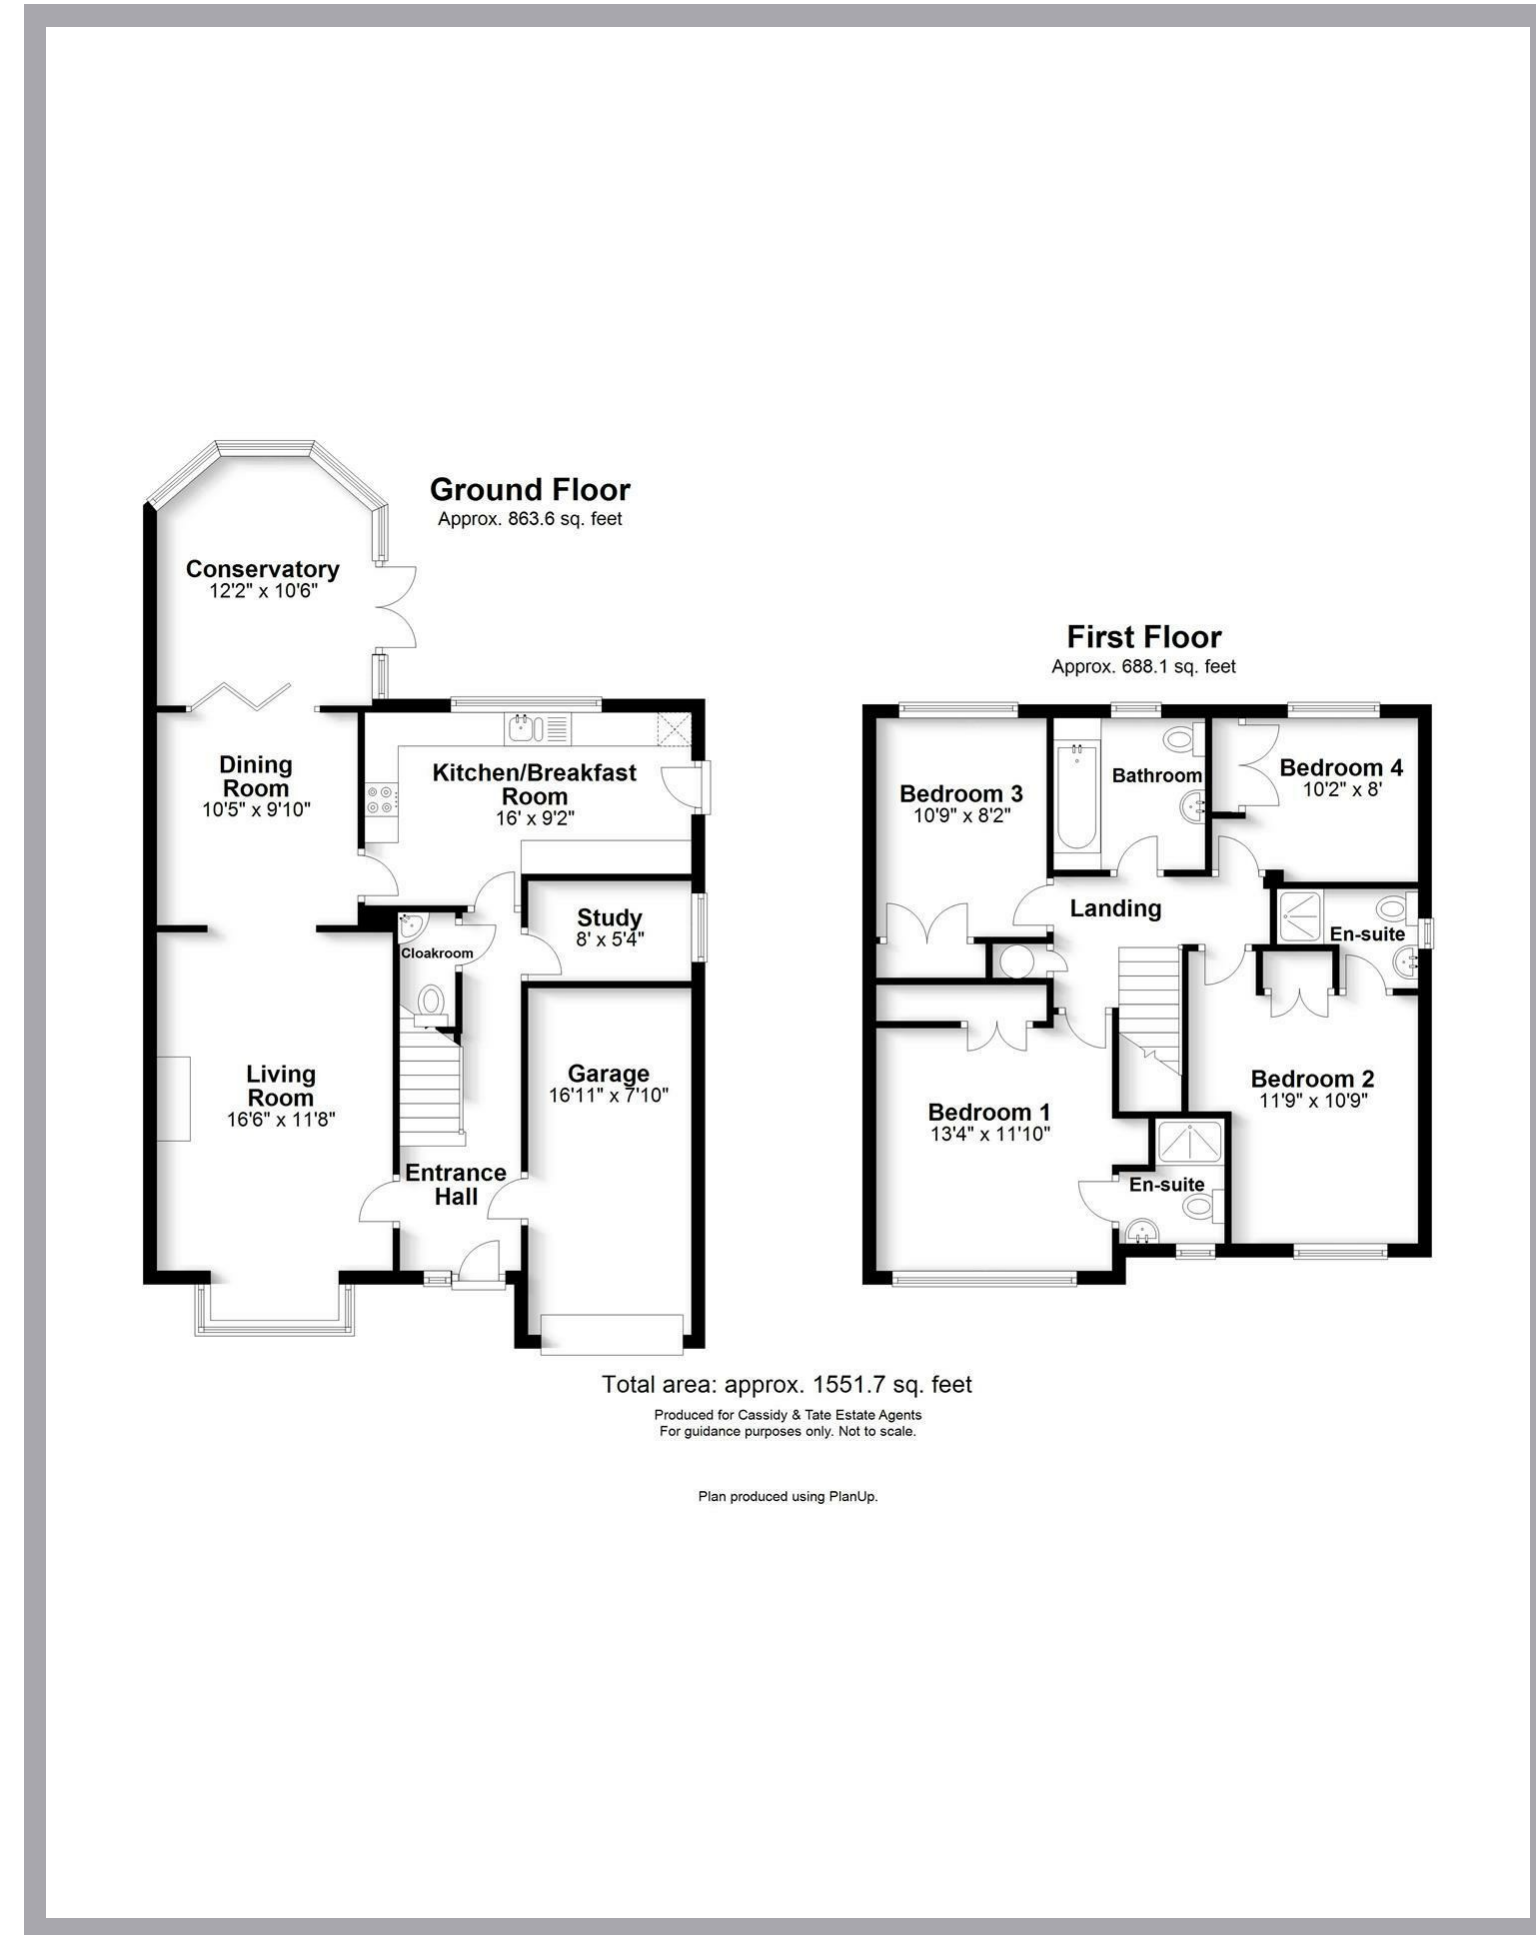 Ground Floor
Approx. 863.6 sq. feet
Conservatory
12'2" x 10'6"
Dining
Room
10'5" x 9'10"
Kitchen/Breakfast
Room
16' x 9'2"
Study
8' x 5'4"
Cloakroom
Living
Room
16'6" x 11'8"
Garage
16'11" x 7'10"
Entrance
Hall
First Floor
Approx. 688.1 sq. feet
Bedroom 3
10'9" x 8'2"
Bathroom
Bedroom 4
10'2" x 8'
Landing
En-suite
Bedroom 2
11'9" x 10'9"
Bedroom 1
13'4" x 11'10"
En-suite
Total area: approx. 1551.7 sq. feet
Produced for Cassidy & Tate Estate Agents
For guidance purposes only. Not to scale.
Plan produced using PlanUp.